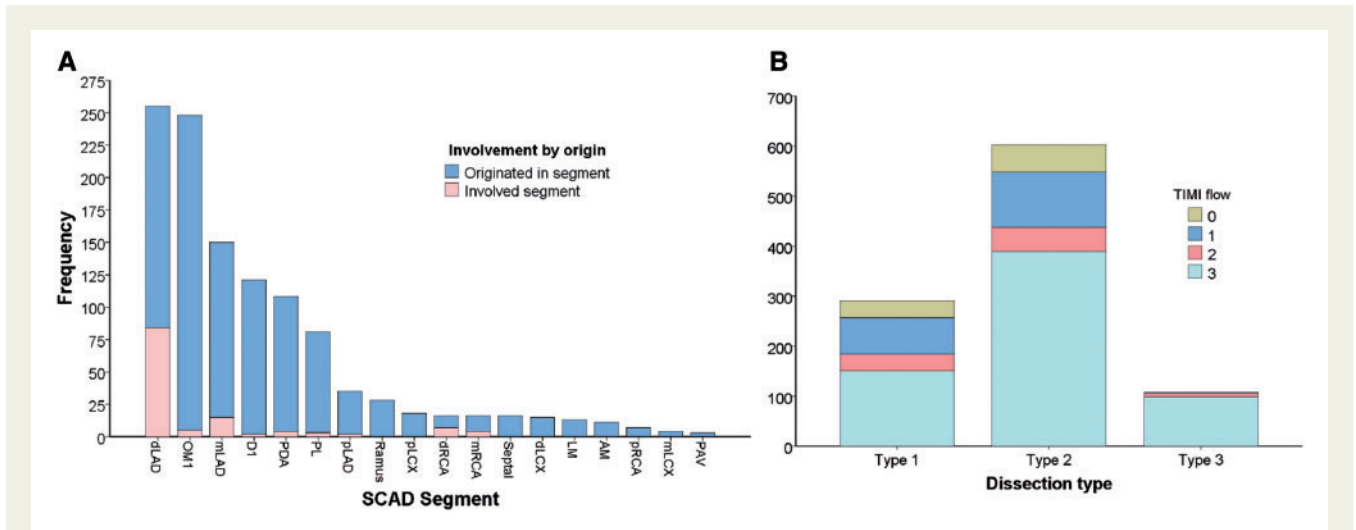 A
275
250
225
200
175
150
125
100
75
50
25
0
Frequency
Involvement by origin
Originated in segment
Involved segment
dLAD
OM1
mLAD
D1
PDA
PL
pLAD
Ramus
pLCX
dRCA
mRCA
Septal
dLCX
LM
AM
pRCA
mLCX
PAV
SCAD Segment
B
700
600
500
400
300
200
100
0
TIMI flow
0
1
2
3
Type 1
Type 2
Type 3
Dissection type